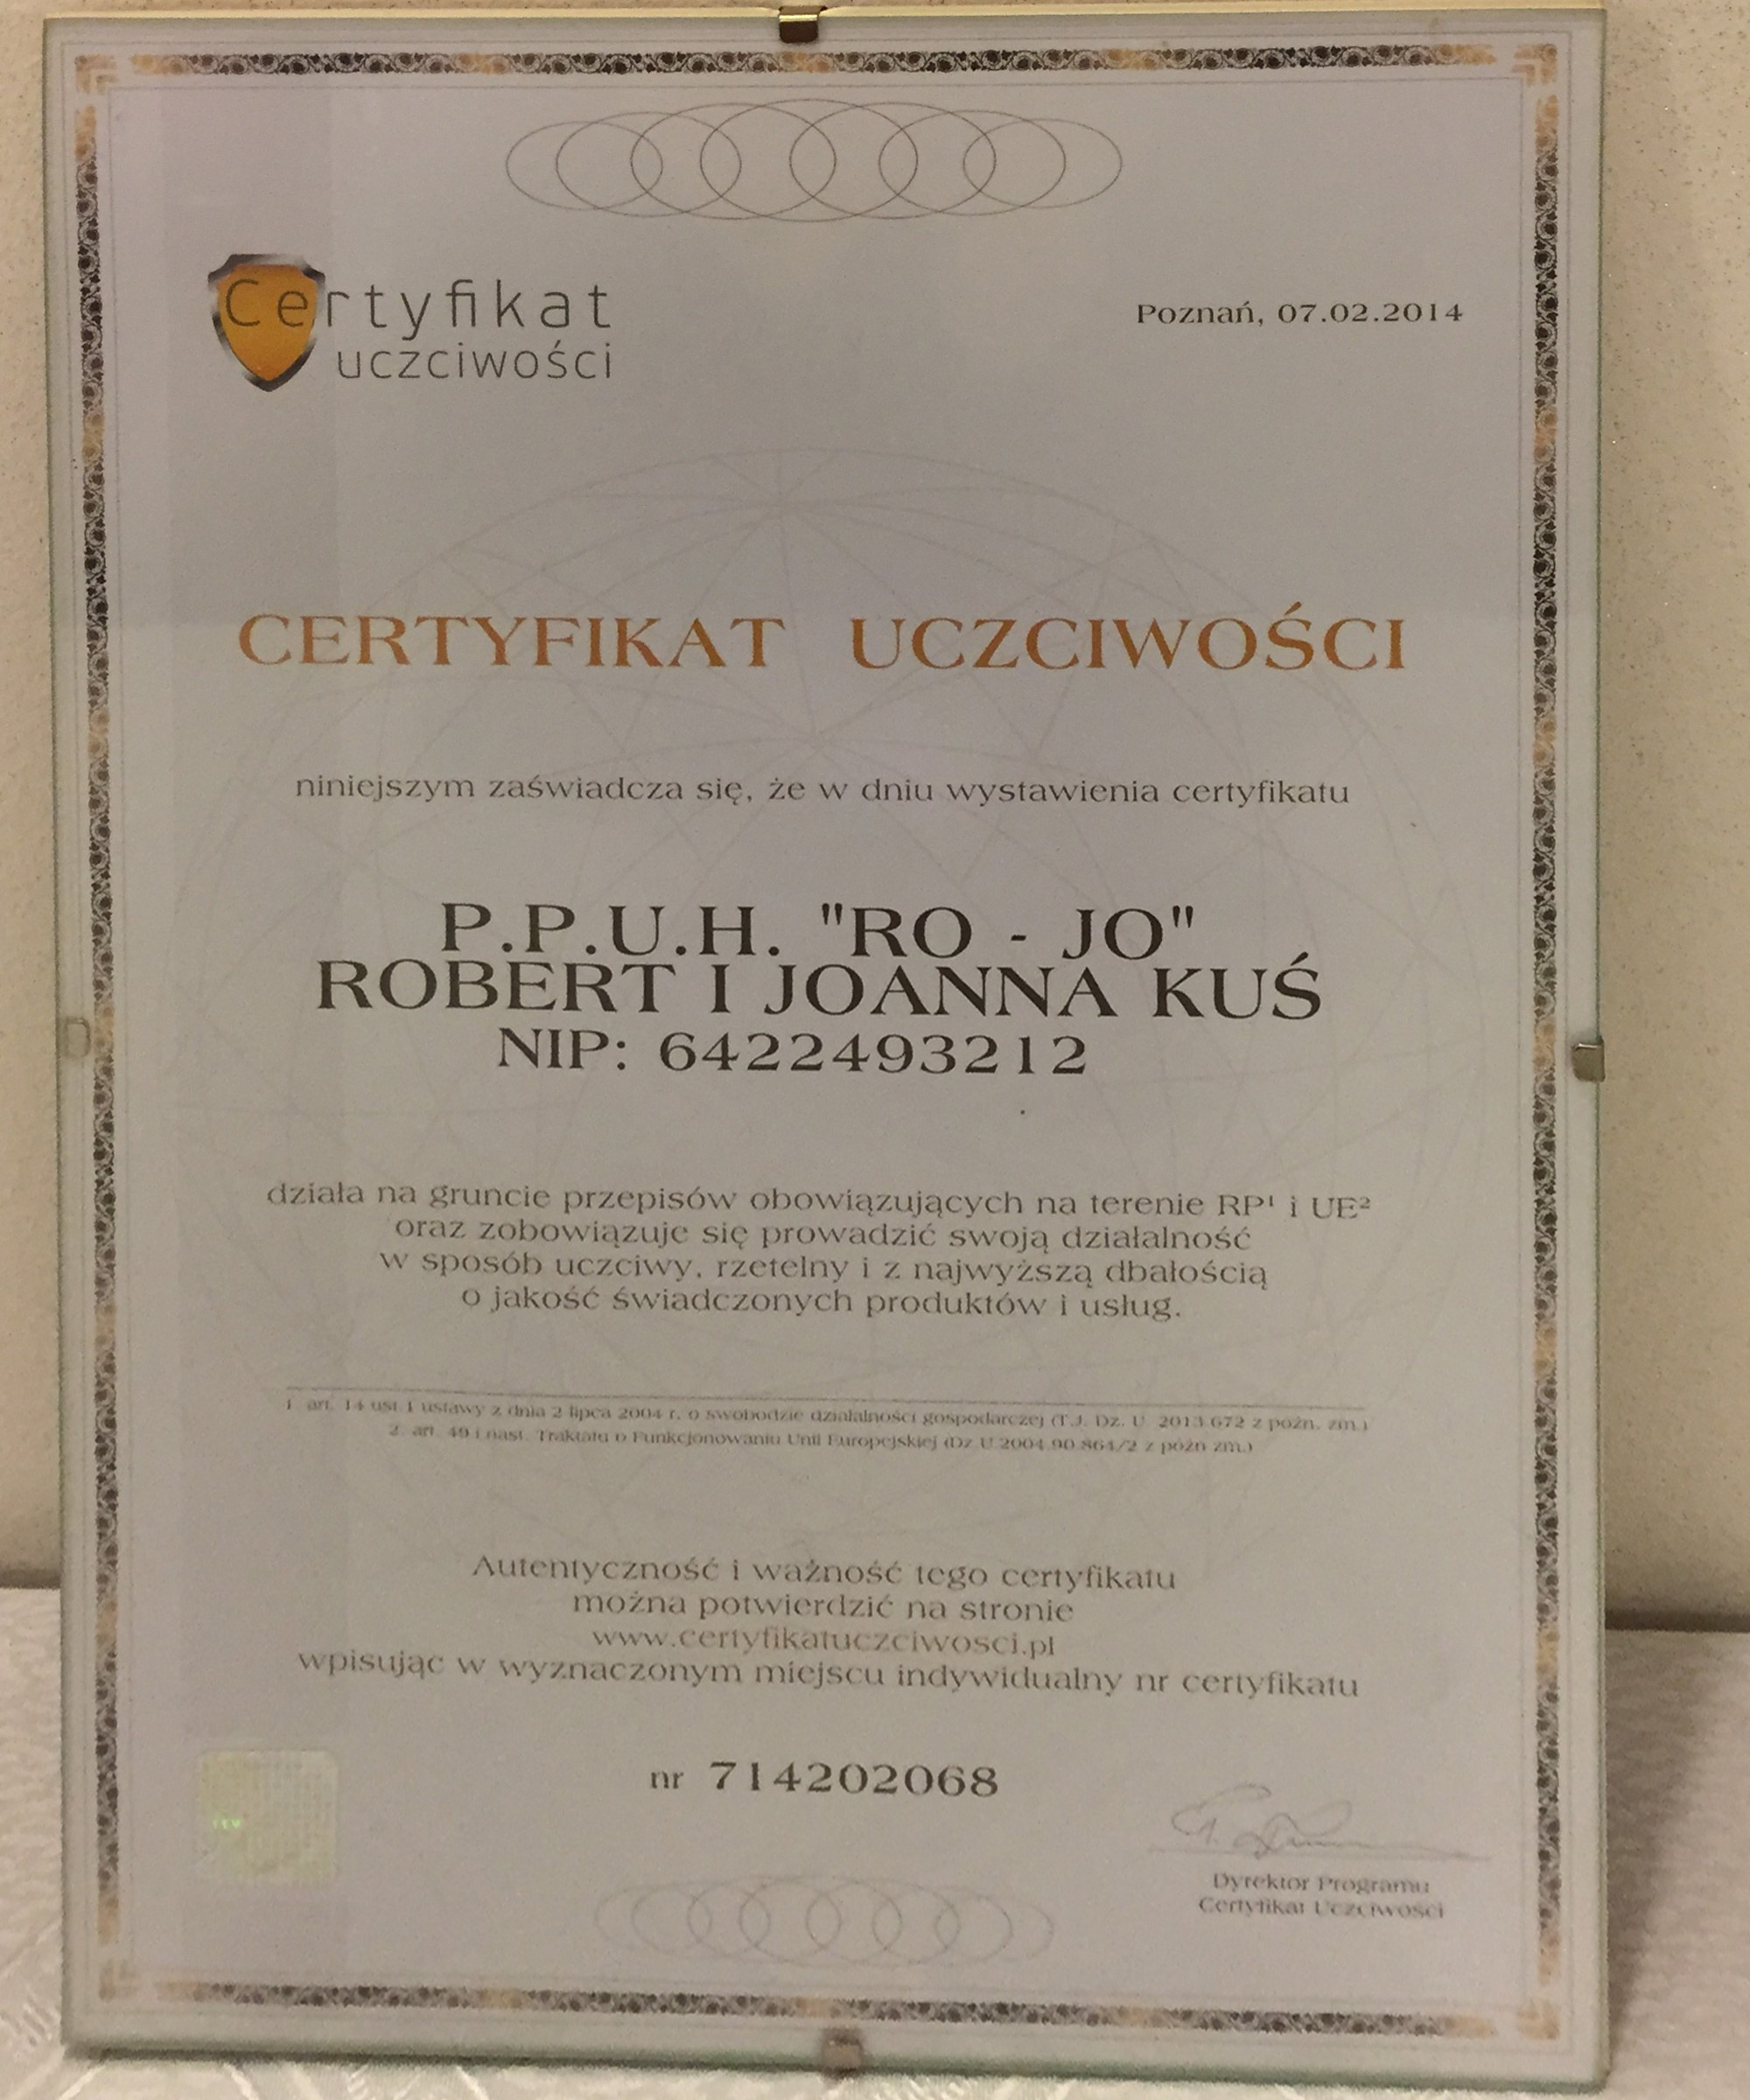 Certyfikat
uczciwości
Poznań, 07.02.2014
CERTYFIKAT UCZCIWOŚCI
niniejszym zaświadcza się, że w dniu wystawienia certyfikatu
P.P.U.H. "RO - JO"
ROBERT I JOANNA KUŚ
NIP: 6422493212
działa na gruncie przepisów obowiązujących na terenie RP¹ i UE²
oraz zobowiązuje się prowadzić swoją działalność
w sposób uczciwy, rzetelny i z najwyższą dbałością
o jakość świadczonych produktów i usług.
1. art. 14 ust.1 ustawy z dnia 2 lipca 2004 r. o swobodzie działalności gospodarczej (T.J. Dz. U. 2013.672 z późn. zm.)
2. art. 49 i nast. Traktatu o Funkcjonowaniu Unii Europejskiej (Dz.U.2004.90.864/2 z późn zm.)
Autentyczność i ważność tego certyfikatu
można potwierdzić na stronie
www.certyfikatuczciwosci.pl
wpisując w wyznaczonym miejscu indywidualny nr certyfikatu
nr 714202068
Dyrektor Programu
Certyfikat Uczciwości